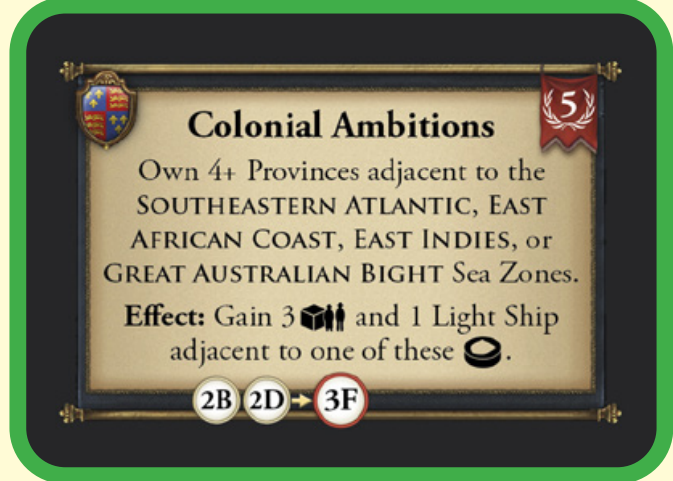 5
Colonial Ambitions
Own 4+ Provinces adjacent to the
SOUTHEASTERN ATLANTIC, EAST
AFRICAN COAST, EAST INDIES, or
GREAT AUSTRALIAN BIGHT Sea Zones.
Effect: Gain 3 and 1 Light Ship
adjacent to one of these .
2B 2D 3F